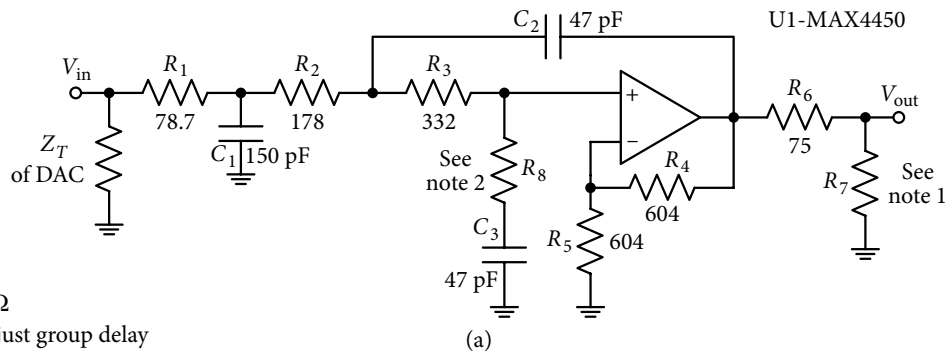 C2 47 pF
U1-MAX4450
Vin
R1
78.7
R2
178
R3
332
R6
75
Vout
ZT
of DAC
C1 150 pF
See
note 2
R8
+
−
R4
604
R5 604
R7
See
note 1
C3
47 pF
Ω
just group delay
(a)